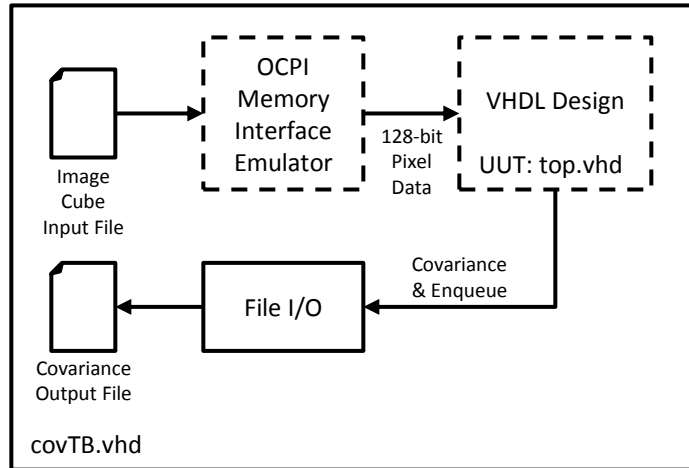 OCPI
Memory
Interface
Emulator
VHDL Design
UUT: top.vhd
128-bit
Pixel
Data
Image
Cube
Input File
Covariance
& Enqueue
File I/O
Covariance
Output File
covTB.vhd